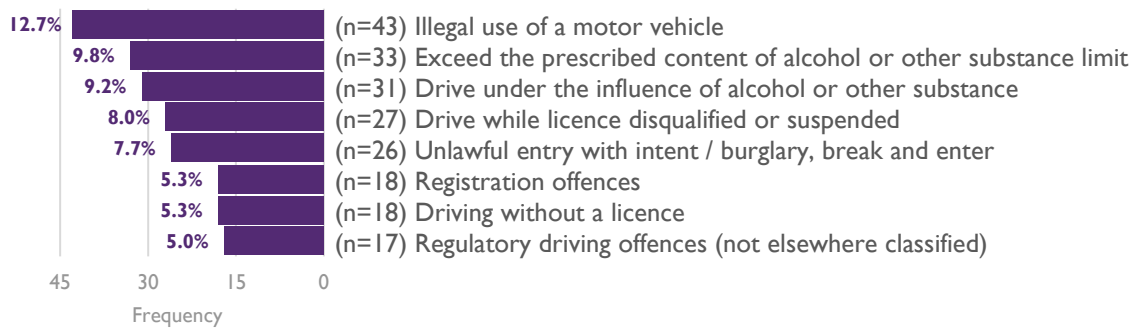 12.7% (n=43) Illegal use of a motor vehicle
9.8% (n=33) Exceed the prescribed content of alcohol or other substance limit
9.2% (n=31) Drive under the influence of alcohol or other substance
8.0% (n=27) Drive while licence disqualified or suspended
7.7% (n=26) Unlawful entry with intent / burglary, break and enter
5.3% (n=18) Registration offences
5.3% (n=18) Driving without a licence
5.0% (n=17) Regulatory driving offences (not elsewhere classified)
45 30 15 0
Frequency